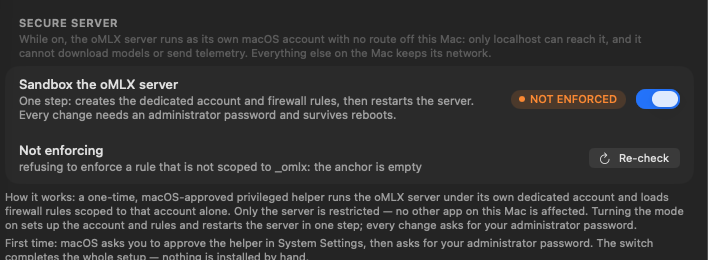 SECURE SERVER
While on, the oMLX server runs as its own macOS account with no route off this Mac: only localhost can reach it, and it
cannot download models or send telemetry. Everything else on the Mac keeps its network.
Sandbox the oMLX server
One step: creates the dedicated account and firewall rules, then restarts the server.
Every change needs an administrator password and survives reboots.
NOT ENFORCED
Not enforcing
refusing to enforce a rule that is not scoped to _omlx: the anchor is empty
Re-check
How it works: a one-time, macOS-approved privileged helper runs the oMLX server under its own dedicated account and loads
firewall rules scoped to that account alone. Only the server is restricted — no other app on this Mac is affected. Turning the mode
on sets up the account and rules and restarts the server in one step; every change asks for your administrator password.
First time: macOS asks you to approve the helper in System Settings, then asks for your administrator password. The switch
completes the whole setup — nothing is installed by hand.